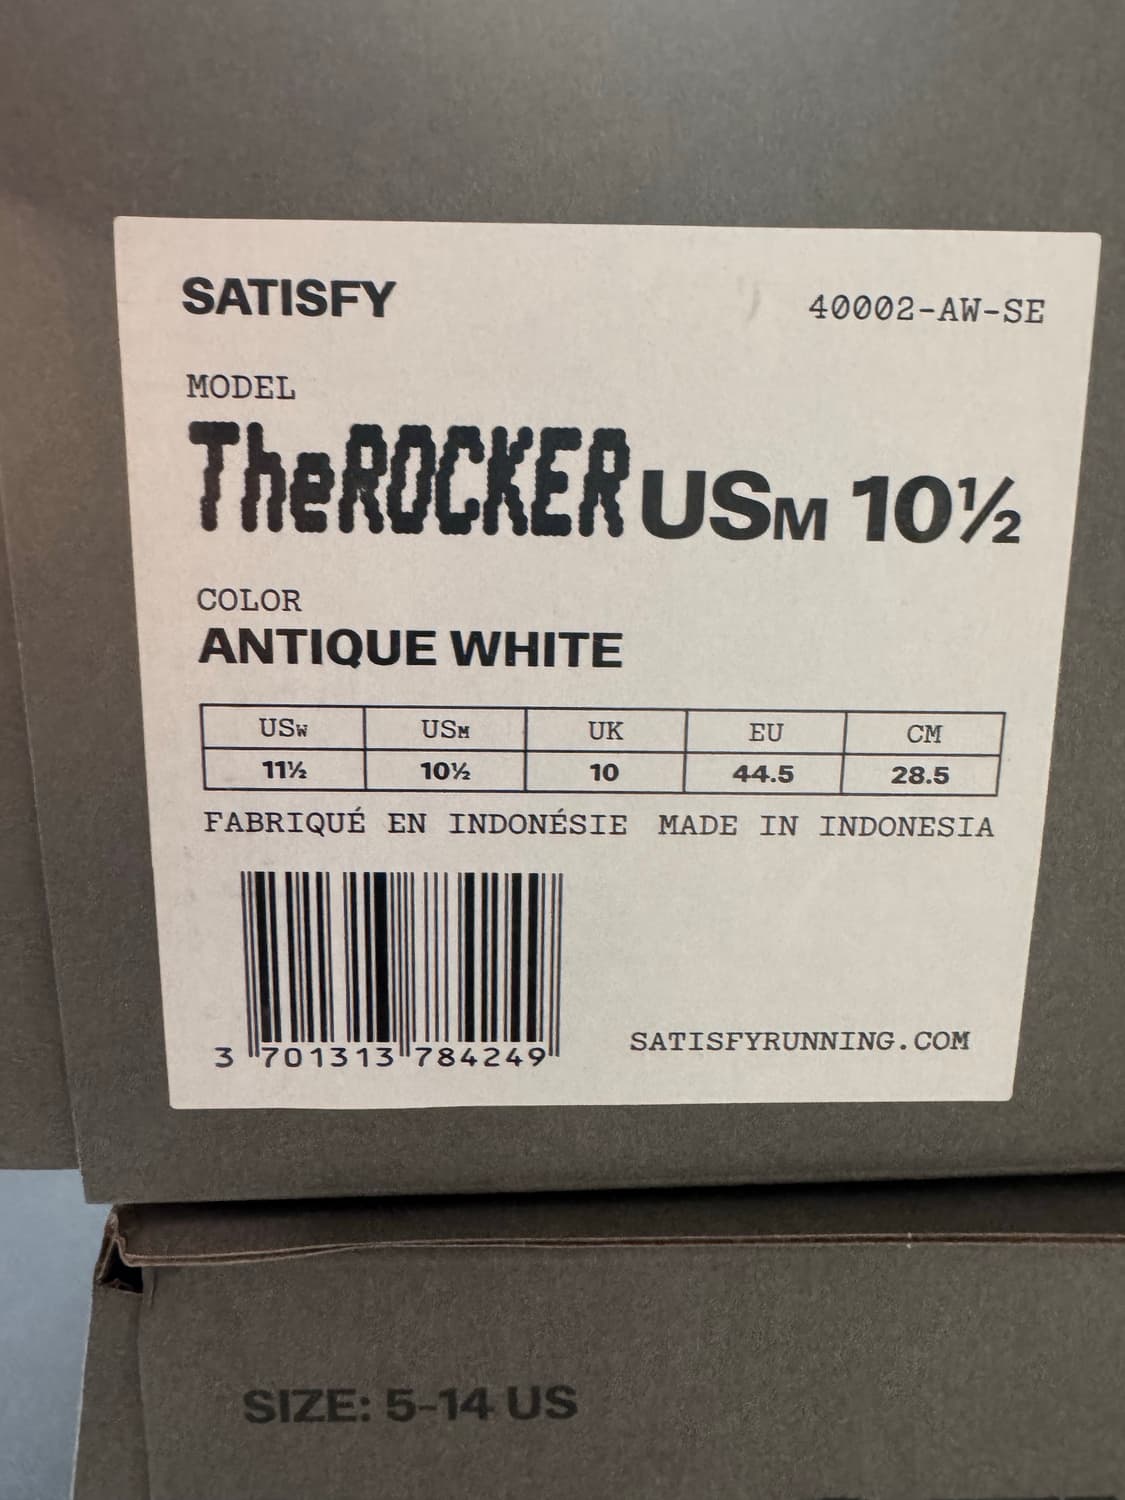 SATISFY
40002-AW-SE
MODEL
TheROCKER USM 10½
COLOR
ANTIQUE WHITE
USW USM UK EU CM
11½ 10½ 10 44.5 28.5
FABRIQUÉ EN INDONÉSIE MADE IN INDONESIA
3 701313 784249
SATISFYRUNNING.COM
SIZE: 5-14 US